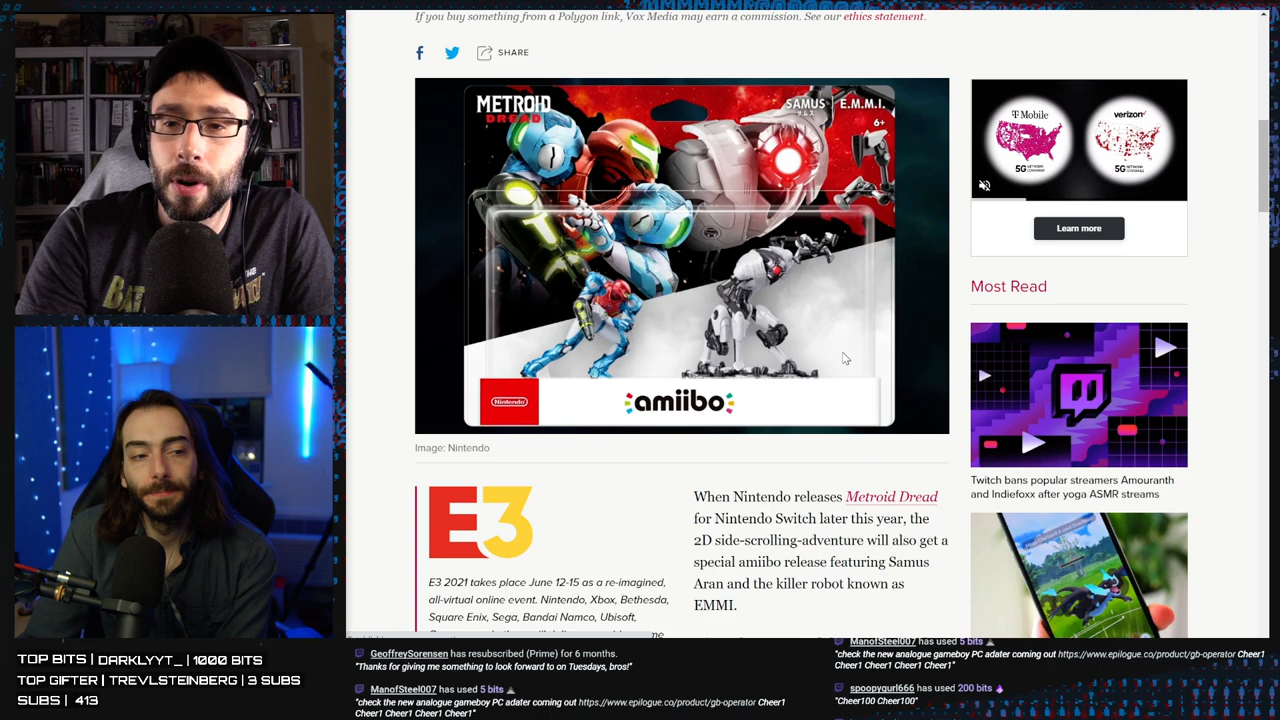 If you buy something from a Polygon link, Vox Media may earn a commission. See our ethics statement.
SHARE
METROID
DREAD
SAMUS | E.M.M.I.
サムス
6+
Nintendo
amiibo
Image: Nintendo
E3
E3 2021 takes place June 12-15 as a re-imagined,
all-virtual online event. Nintendo, Xbox, Bethesda,
Square Enix, Sega, Bandai Namco, Ubisoft,
When Nintendo releases Metroid Dread
for Nintendo Switch later this year, the
2D side-scrolling-adventure will also get a
special amiibo release featuring Samus
Aran and the killer robot known as
EMMI.
T Mobile
5G
verizon
5G
Learn more
Most Read
Twitch bans popular streamers Amouranth
and Indiefoxx after yoga ASMR streams
TOP BITS | DARKLYYT_ | 1000 BITS
TOP GIFTER | TREVLSTEINBERG | 3 SUBS
SUBS | 413
GeoffreySorensen has resubscribed (Prime) for 6 months.
"Thanks for giving me something to look forward to on Tuesdays, bros!"
ManofSteel007 has used 5 bits
"check the new analogue gameboy PC adater coming out https://www.epilogue.co/product/gb-operator Cheer1
Cheer1 Cheer1 Cheer1 Cheer1"
ManofSteel007 has used 5 bits
"check the new analogue gameboy PC adater coming out https://www.epilogue.co/product/gb-operator Cheer1
Cheer1 Cheer1 Cheer1 Cheer1"
spoopygurl666 has used 200 bits
"Cheer100 Cheer100"